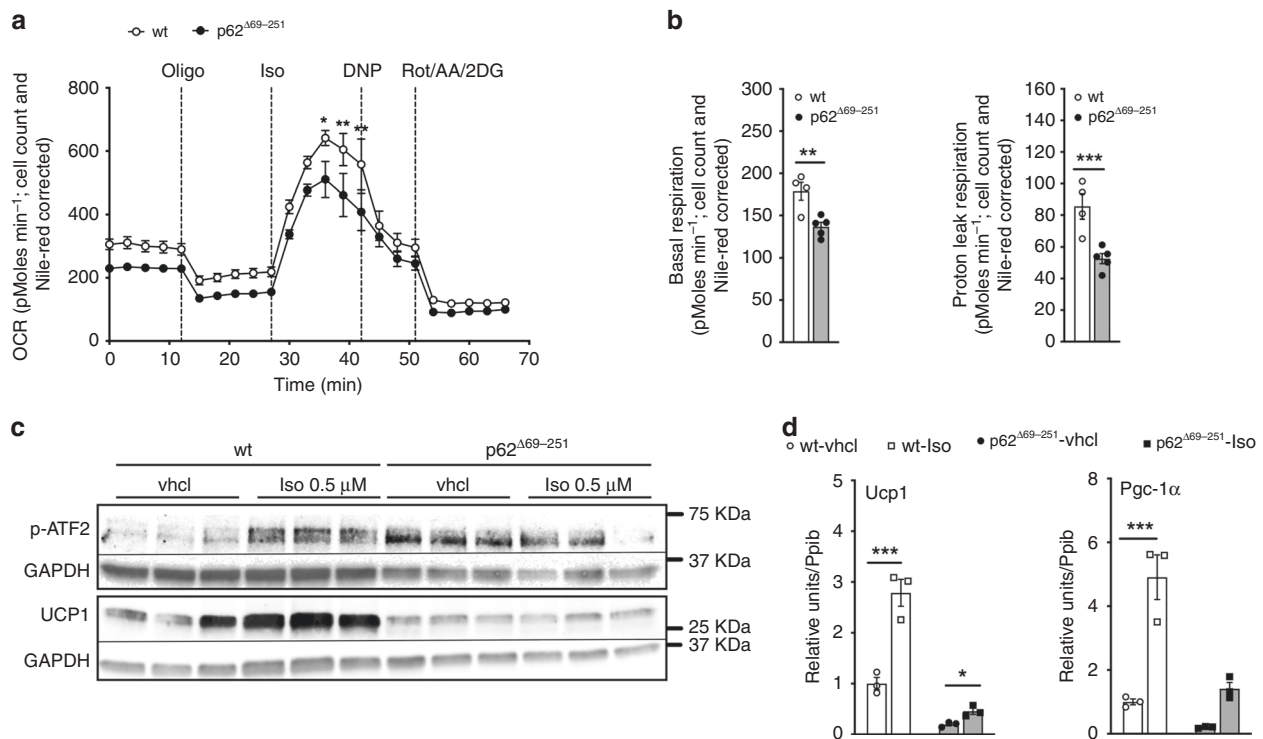 a
wt
p62Δ69–251
Oligo
Iso
DNP
Rot/AA/2DG
OCR (pMoles min⁻¹; cell count and
Nile-red corrected)
800
600
400
200
0
*
**
**
0
10
20
30
40
50
60
70
Time (min)
b
Basal respiration
(pMoles min⁻¹; cell count and
Nile-red corrected)
300
250
200
150
100
50
0
wt
p62Δ69–251
**
Proton leak respiration
(pMoles min⁻¹; cell count and
Nile-red corrected)
160
140
120
100
80
60
40
20
0
wt
p62Δ69–251
***
c
wt
p62Δ69–251
vhcl
Iso 0.5 μM
vhcl
Iso 0.5 μM
p-ATF2
75 KDa
GAPDH
37 KDa
UCP1
25 KDa
37 KDa
GAPDH
d
wt-vhcl
wt-Iso
p62Δ69–251-vhcl
p62Δ69–251-Iso
Relative units/Ppib
5
4
3
2
1
0
Ucp1
***
*
Relative units/Ppib
8
6
4
2
0
Pgc-1α
***